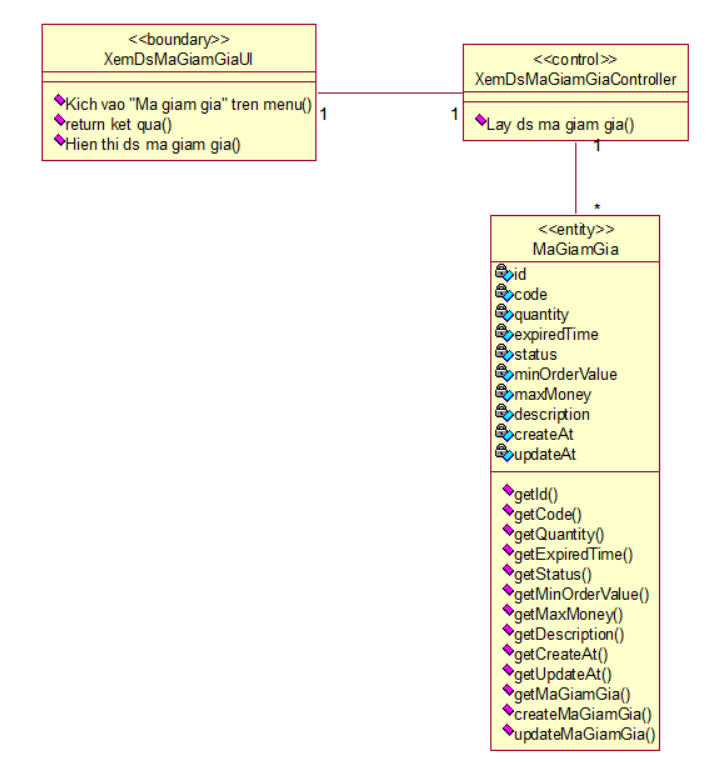 <<boundary>>
XemDsMaGiamGiaUI
Kich vao "Ma giam gia" tren menu()
return ket qua()
Hien thi ds ma giam gia()
1
1
<<control>>
XemDsMaGiamGiaController
Lay ds ma giam gia()
1
*
<<entity>>
MaGiamGia
id
code
quantity
expiredTime
status
minOrderValue
maxMoney
description
createAt
updateAt
getId()
getCode()
getQuantity()
getExpiredTime()
getStatus()
getMinOrderValue()
getMaxMoney()
getDescription()
getCreateAt()
getUpdateAt()
getMaGiamGia()
createMaGiamGia()
updateMaGiamGia()